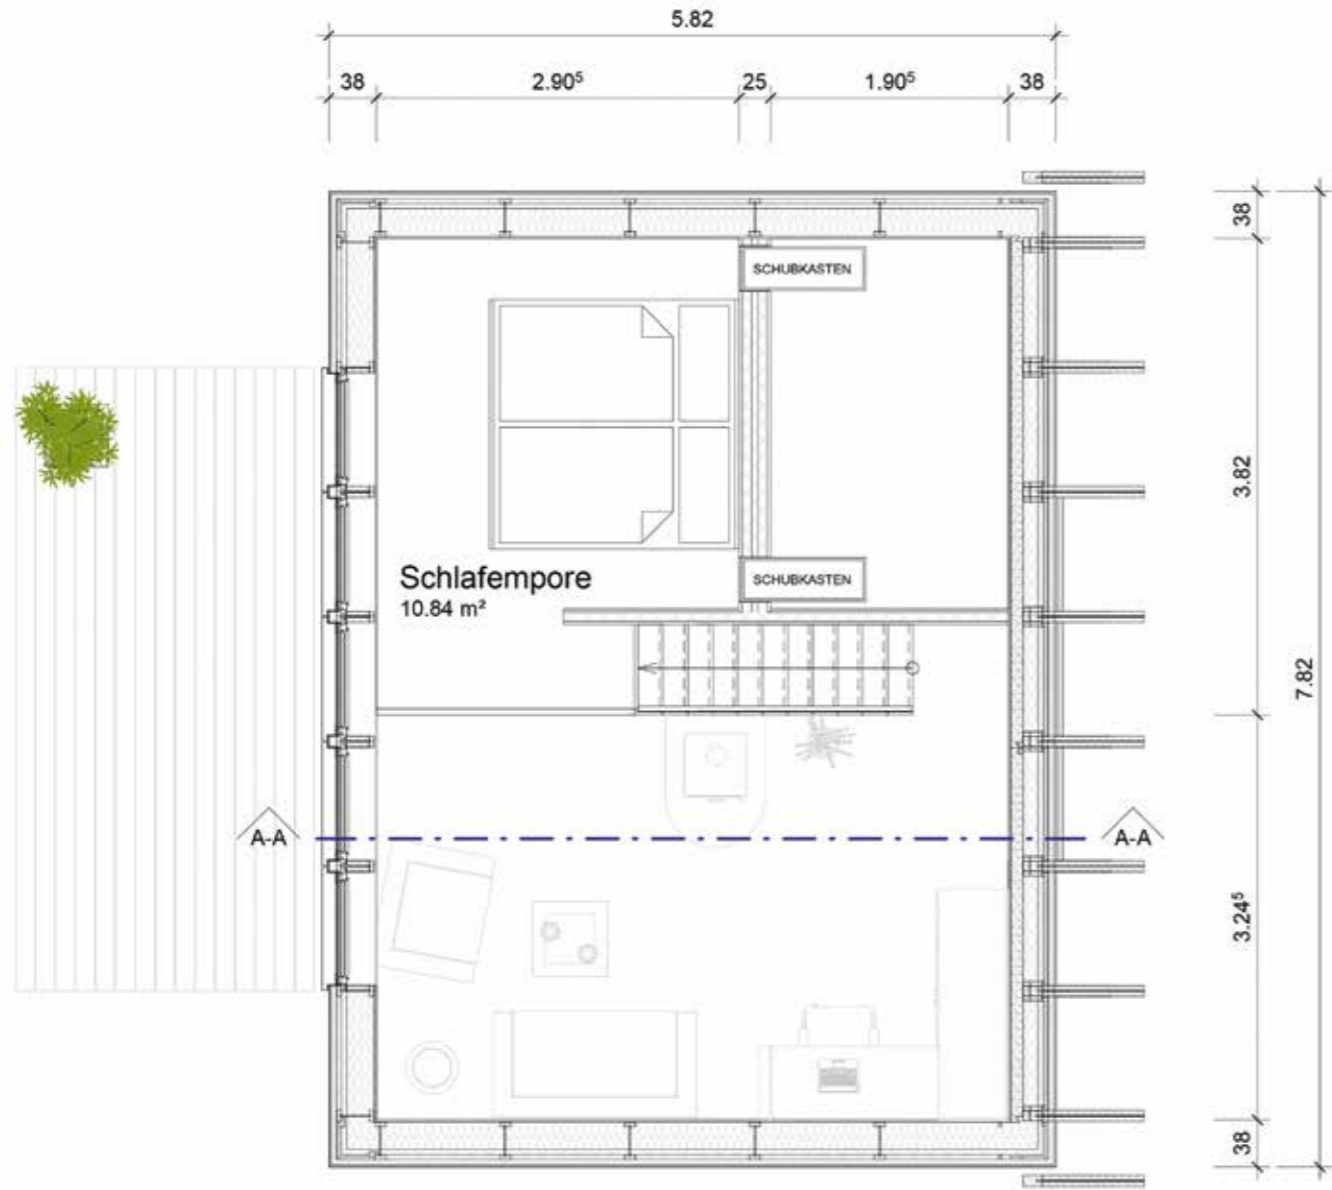 5.82
38 2.90⁵ 25 1.90⁵ 38
38
SCHUBKASTEN
3.82
SCHUBKASTEN
Schlafempore
10.84 m²
7.82
A-A A-A
3.24⁵
38